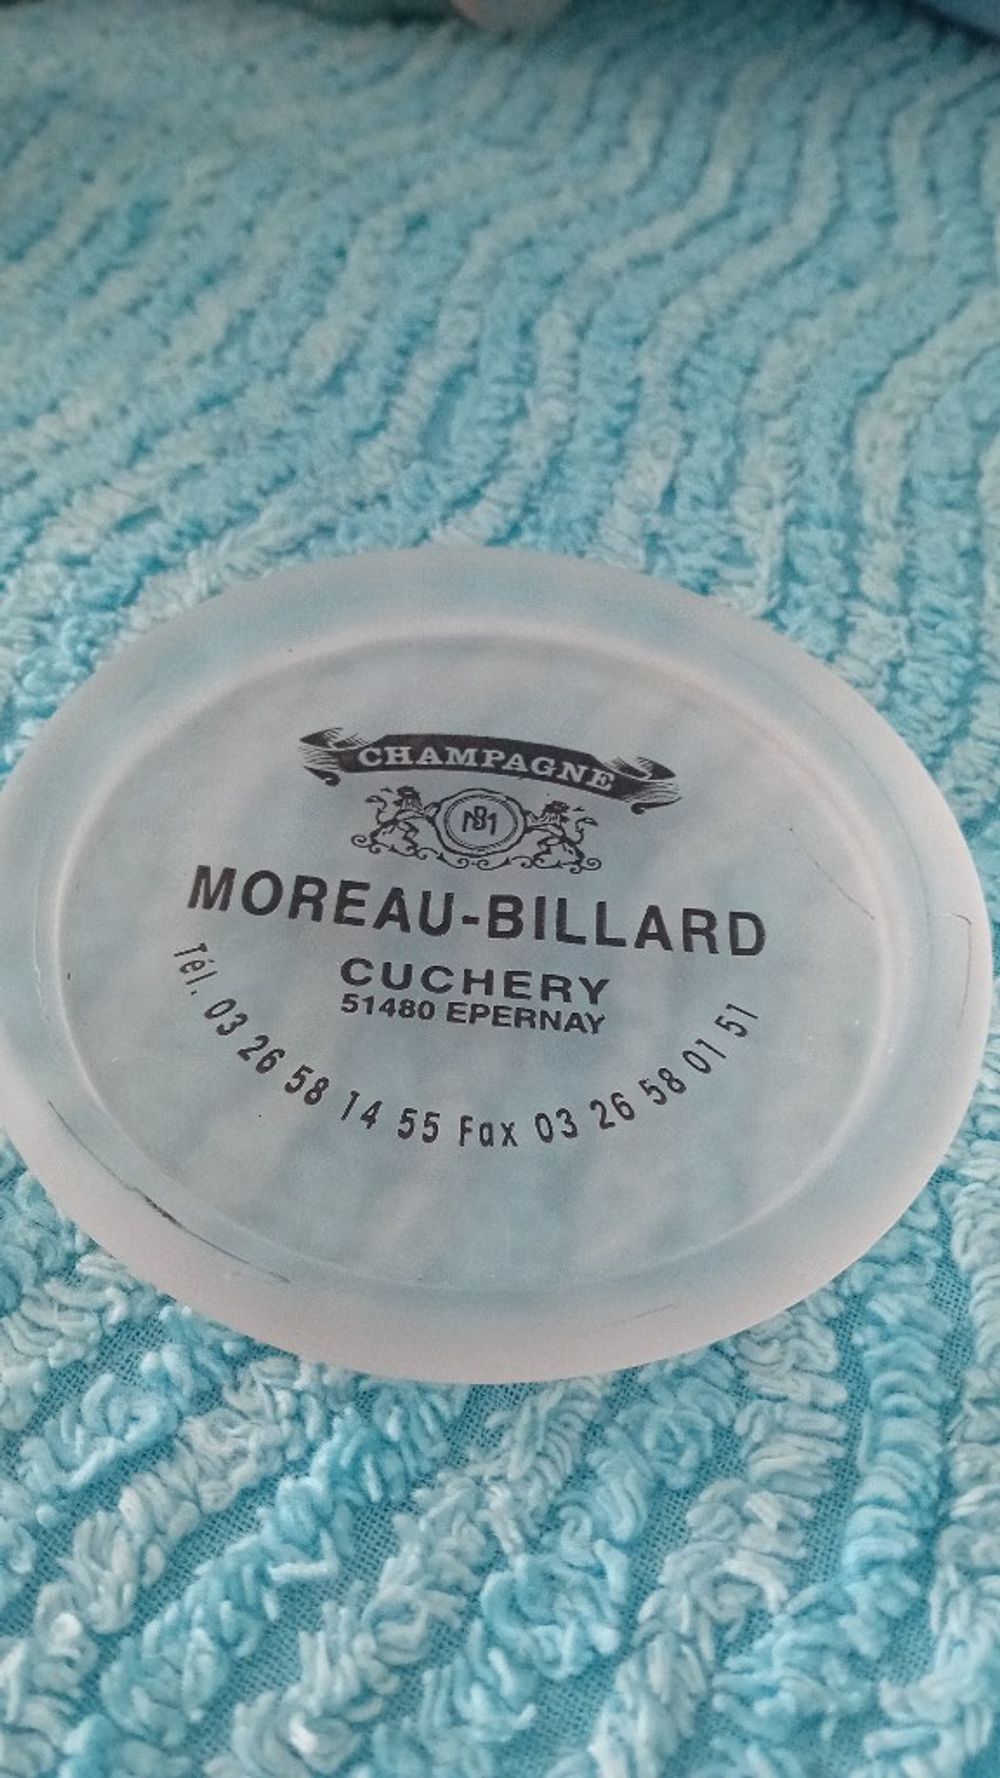 CHAMPAGNE
MB
MOREAU-BILLARD
CUCHERY
51480 EPERNAY
Tél. 03 26 58 14 55 Fax 03 26 58 01 51